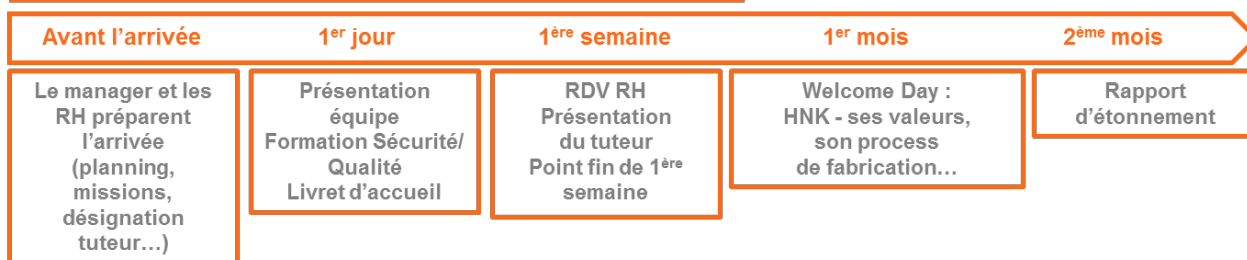 Avant l’arrivée
1er jour
1ère semaine
1er mois
2ème mois
Le manager et les
RH préparent
l’arrivée
(planning,
missions,
désignation
tuteur…)
Présentation
équipe
Formation Sécurité/
Qualité
Livret d’accueil
RDV RH
Présentation
du tuteur
Point fin de 1ère
semaine
Welcome Day :
HNK - ses valeurs,
son process
de fabrication…
Rapport
d’étonnement